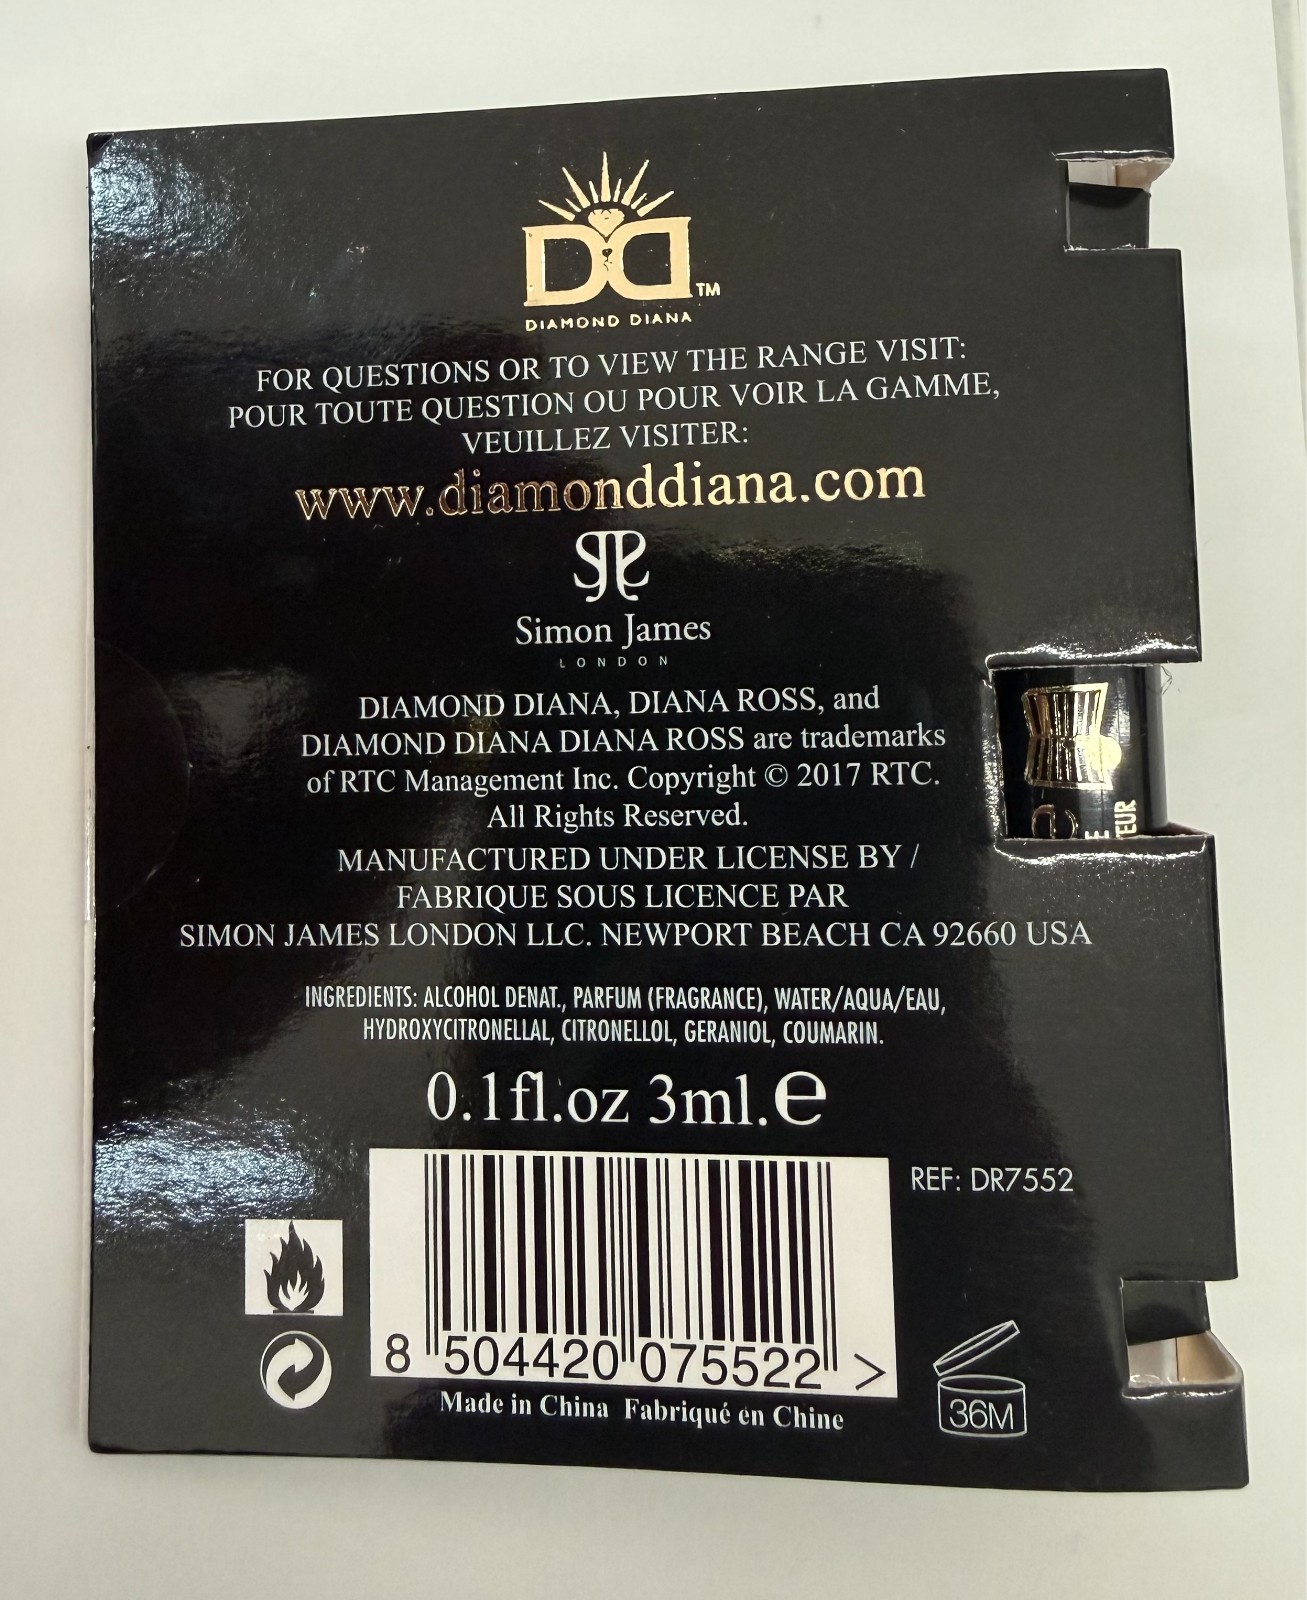 DD™
DIAMOND DIANA
FOR QUESTIONS OR TO VIEW THE RANGE VISIT:
POUR TOUTE QUESTION OU POUR VOIR LA GAMME,
VEUILLEZ VISITER:
www.diamonddiana.com
Simon James
LONDON
DIAMOND DIANA, DIANA ROSS, and
DIAMOND DIANA DIANA ROSS are trademarks
of RTC Management Inc. Copyright © 2017 RTC.
All Rights Reserved.
MANUFACTURED UNDER LICENSE BY /
FABRIQUE SOUS LICENCE PAR
SIMON JAMES LONDON LLC. NEWPORT BEACH CA 92660 USA
INGREDIENTS: ALCOHOL DENAT., PARFUM (FRAGRANCE), WATER/AQUA/EAU,
HYDROXYCITRONELLAL, CITRONELLOL, GERANIOL, COUMARIN.
0.1fl.oz 3ml.e
REF: DR7552
8 504420 075522 >
Made in China Fabriqué en Chine
36M